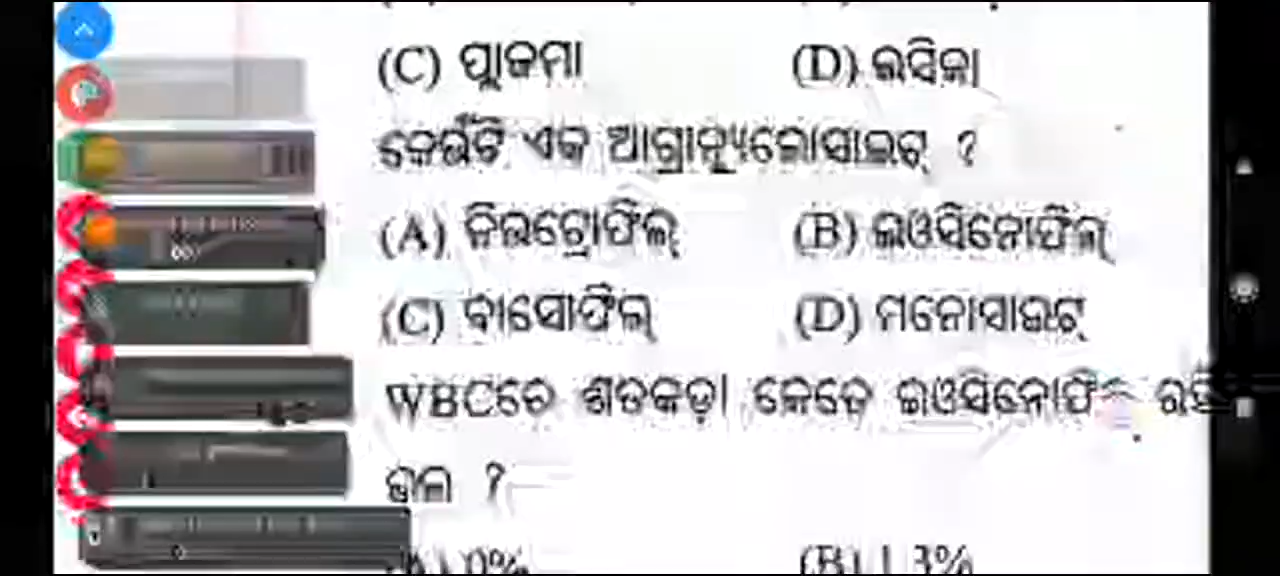 (C) ପ୍ଲାଜମା (D) ଲସିକା
କେଉଁଟି ଏକ ଆଗ୍ରାନ୍ୟୁଲୋସାଇଟ୍ ?
(A) ନିଉଟ୍ରୋଫିଲ୍ (B) ଇଓସିନୋଫିଲ୍
(C) ବାସୋଫିଲ୍ (D) ମନୋସାଇଟ୍
WBCରେ ଶତକଡ଼ା କେତେ ଇଓସିନୋଫିଲ
?